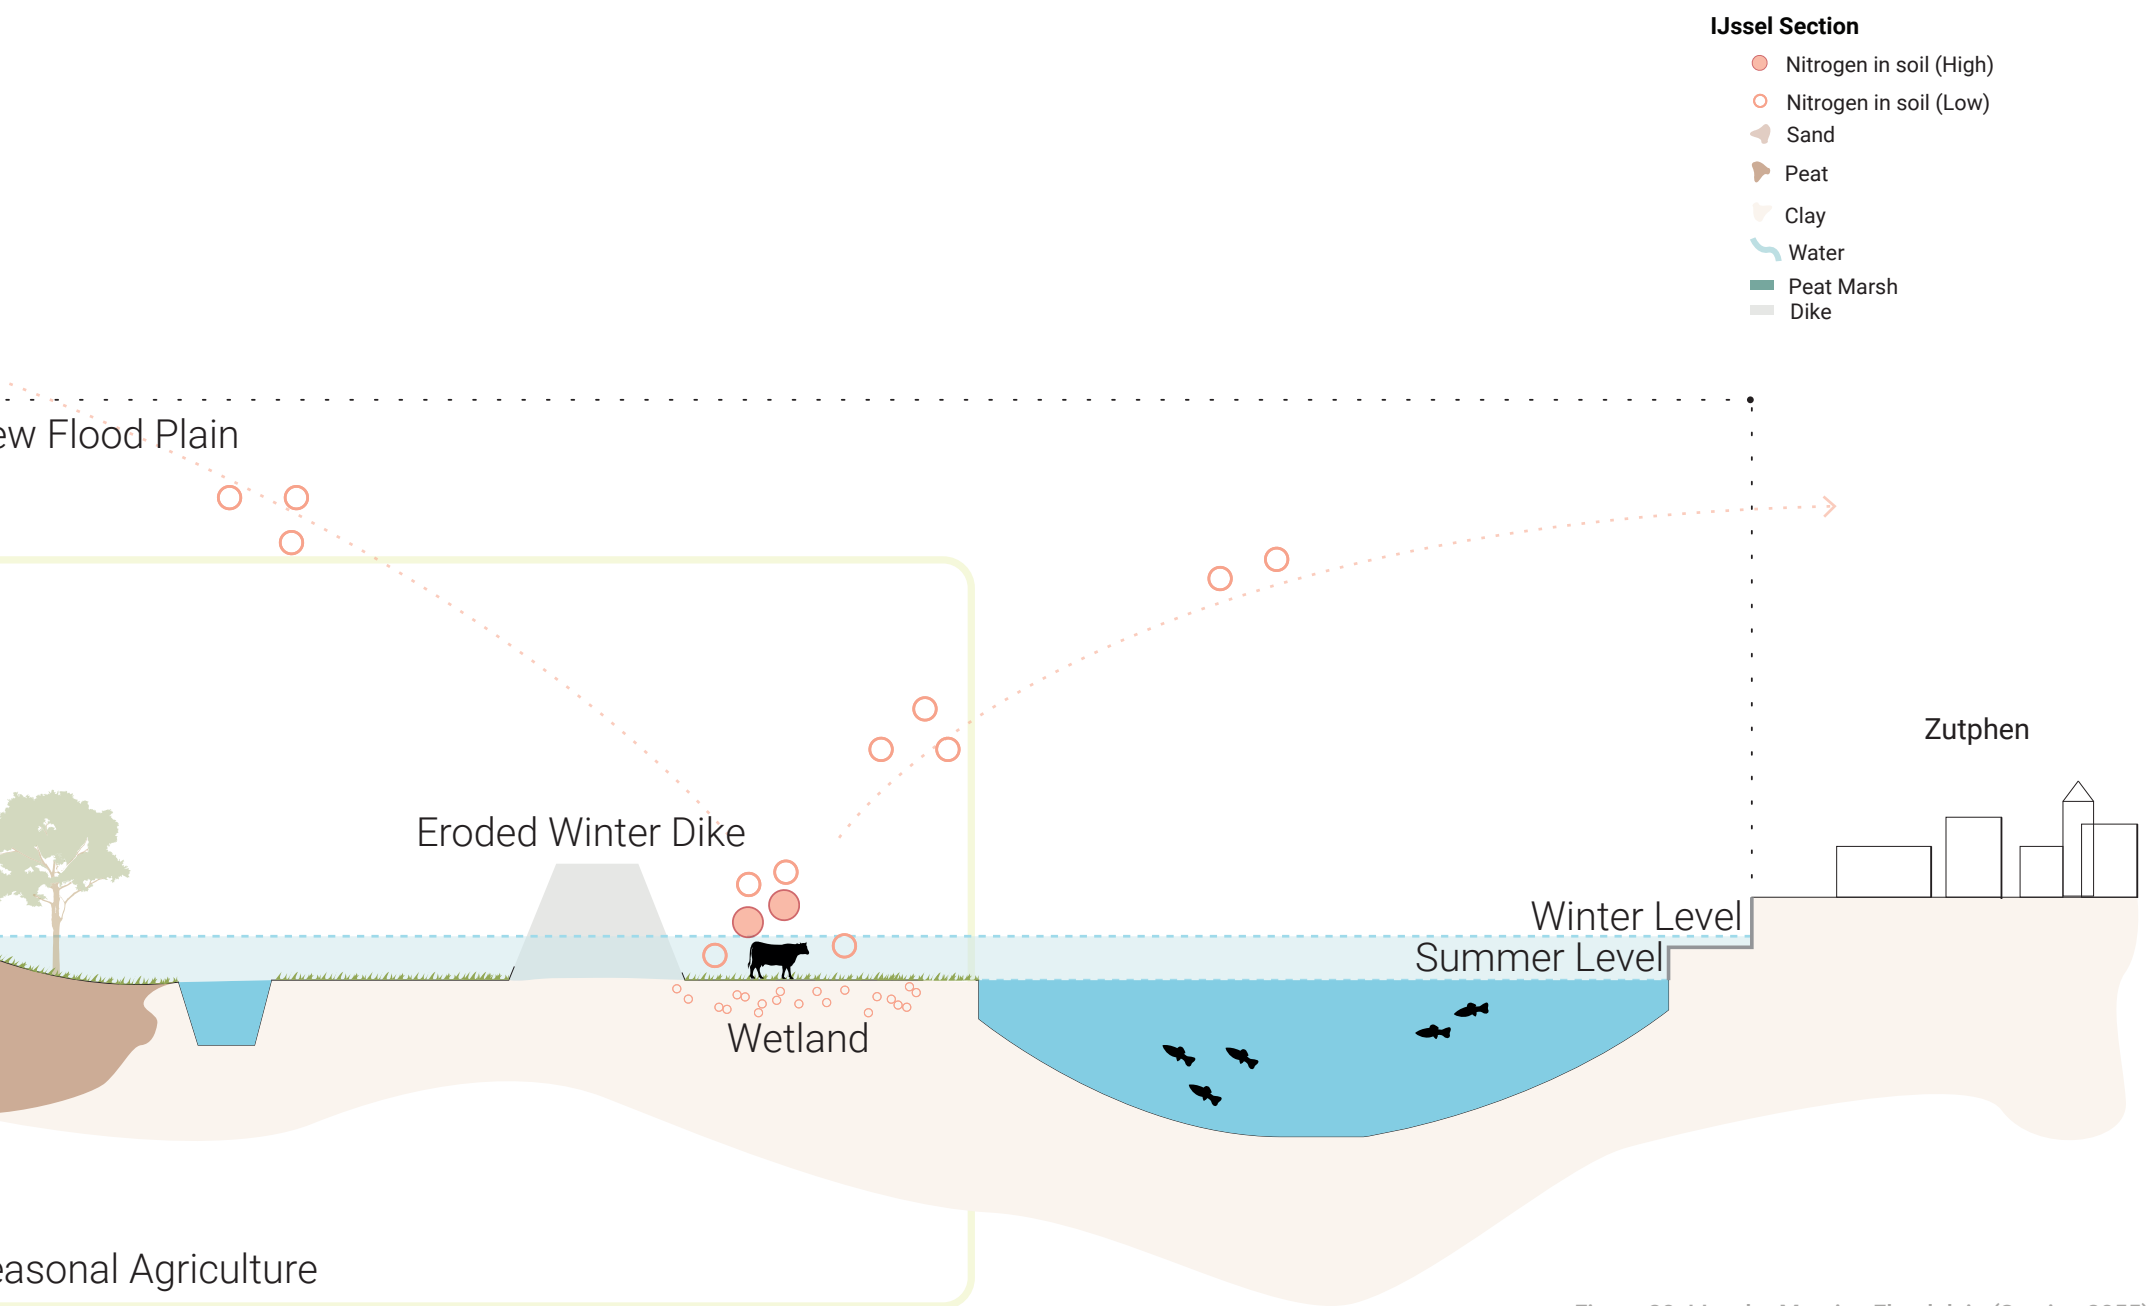 IJssel Section
Nitrogen in soil (High)
Nitrogen in soil (Low)
Sand
Peat
Clay
Water
Peat Marsh
Dike
ew Flood Plain
Zutphen
Eroded Winter Dike
Winter Level
Summer Level
Wetland
easonal Agriculture